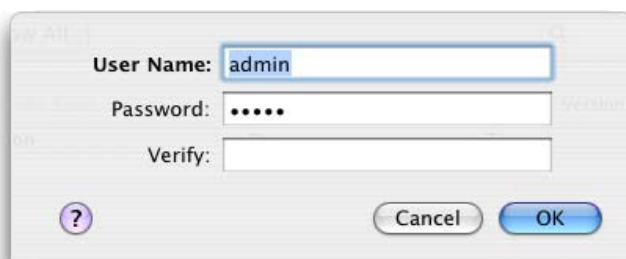 User Name: admin
Password: •••••
Verify:
? Cancel OK